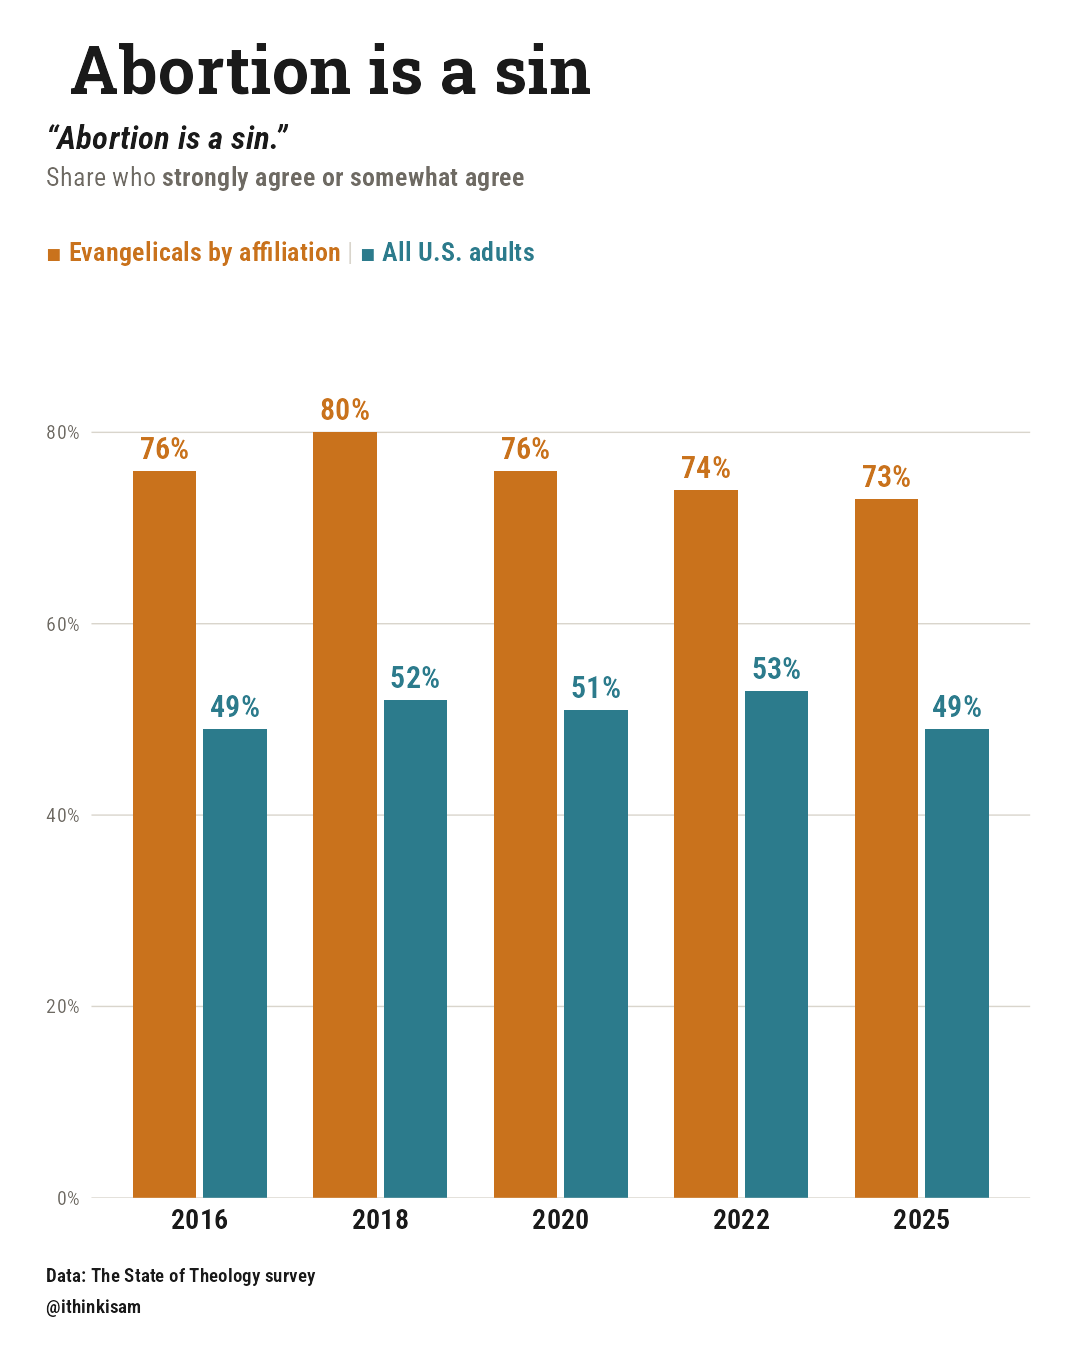 Abortion is a sin
“Abortion is a sin.”
Share who strongly agree or somewhat agree
Evangelicals by affiliation | All U.S. adults
80%
60%
40%
20%
0%
76%
49%
80%
52%
76%
51%
74%
53%
73%
49%
2016 2018 2020 2022 2025
Data: The State of Theology survey
@ithinkisam